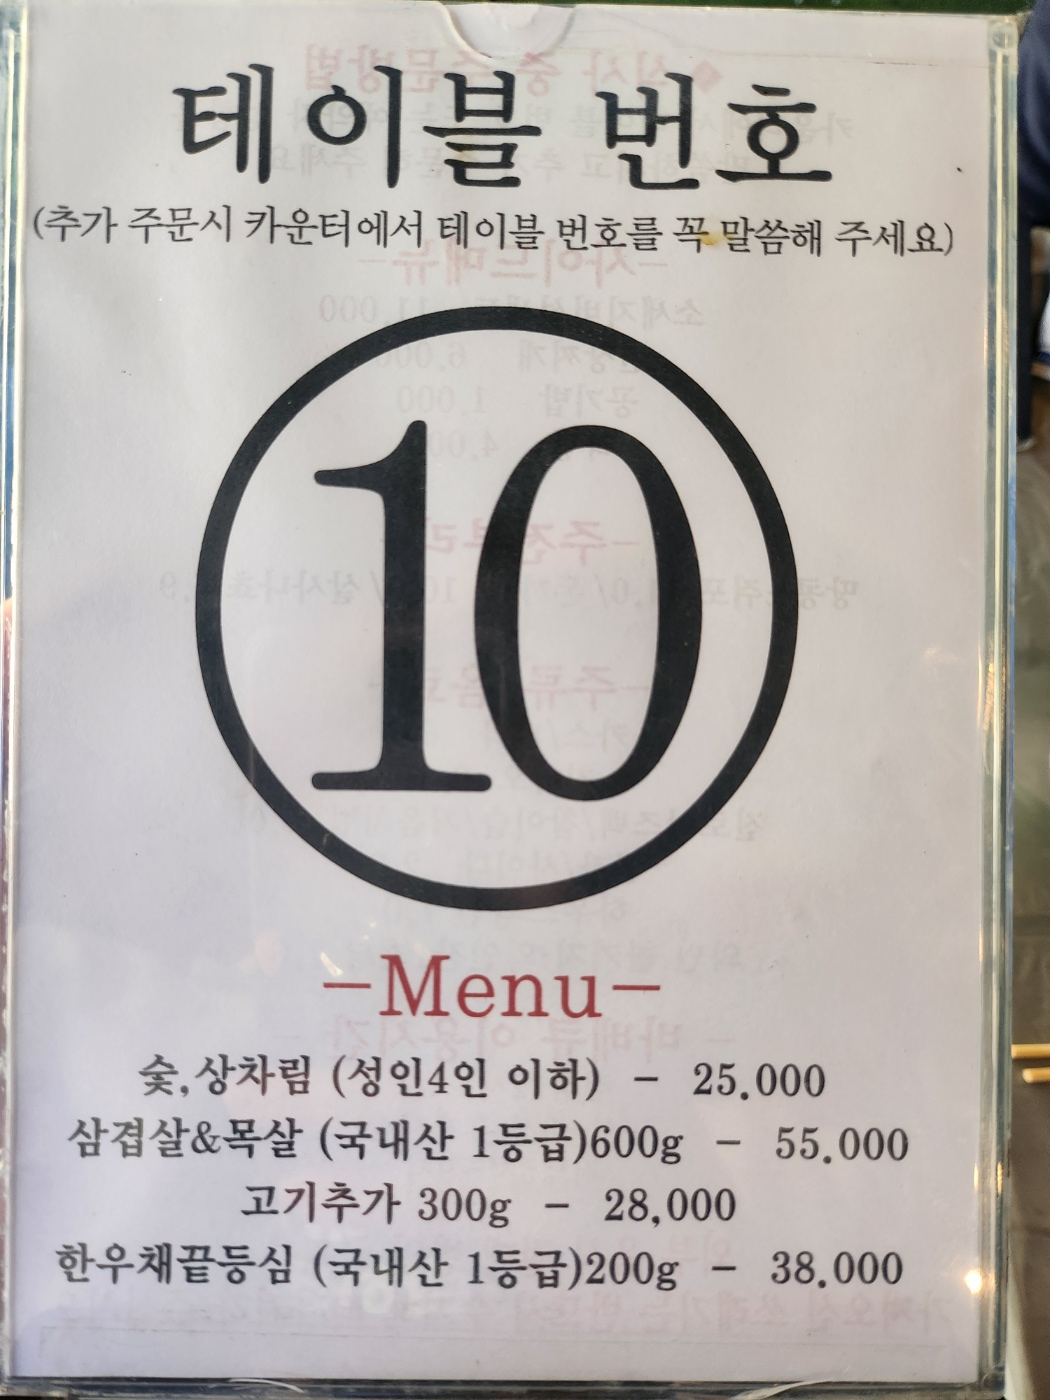 테이블 번호
(추가 주문시 카운터에서 테이블 번호를 꼭 말씀해 주세요)
10
-Menu-
숯,상차림 (성인4인 이하) - 25.000
삼겹살&목살 (국내산 1등급)600g - 55.000
고기추가 300g - 28,000
한우채끝등심 (국내산 1등급)200g - 38.000